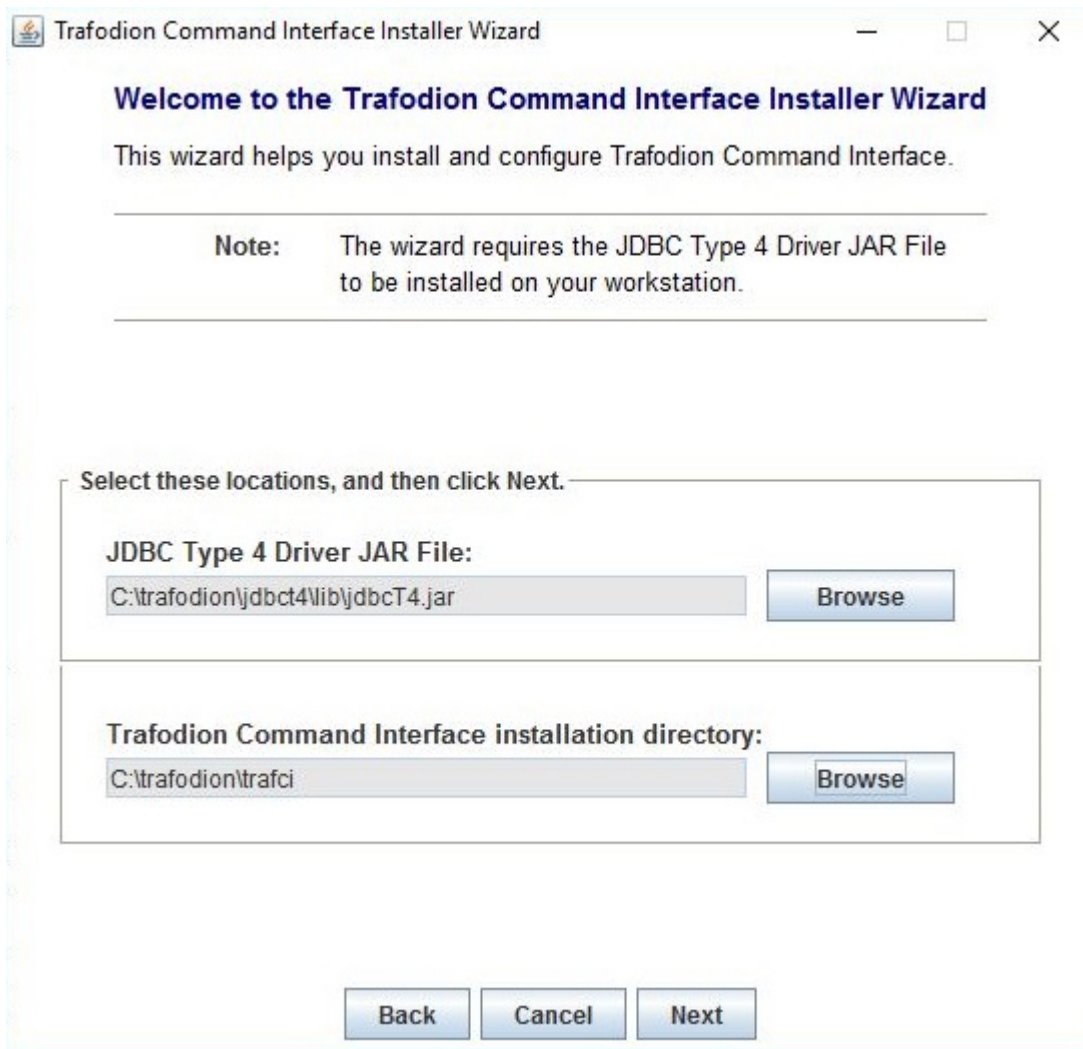 Trafodion Command Interface Installer Wizard
Welcome to the Trafodion Command Interface Installer Wizard
This wizard helps you install and configure Trafodion Command Interface.
Note: The wizard requires the JDBC Type 4 Driver JAR File
to be installed on your workstation.
Select these locations, and then click Next.
JDBC Type 4 Driver JAR File:
C:\trafodion\jdbct4\lib\jdbcT4.jar Browse
Trafodion Command Interface installation directory:
C:\trafodion\trafci Browse
Back Cancel Next